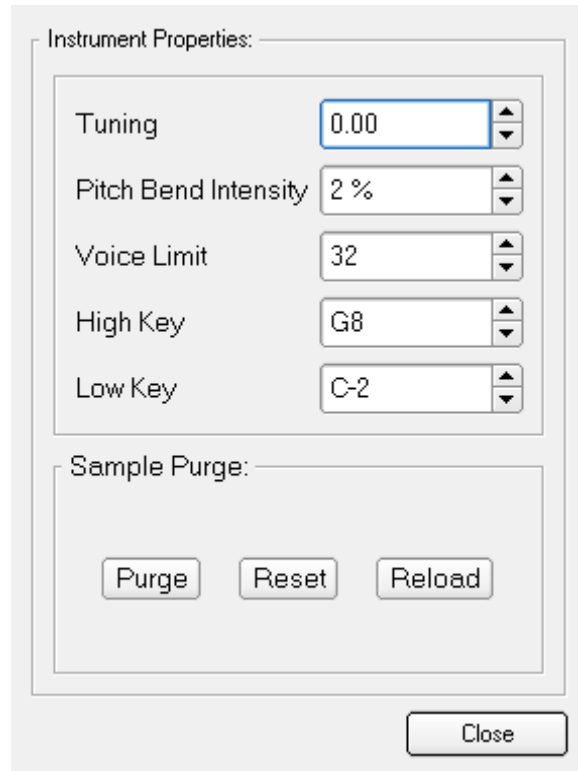 Instrument Properties:
Tuning 0.00
Pitch Bend Intensity 2 %
Voice Limit 32
High Key G8
Low Key C-2
Sample Purge:
Purge Reset Reload
Close